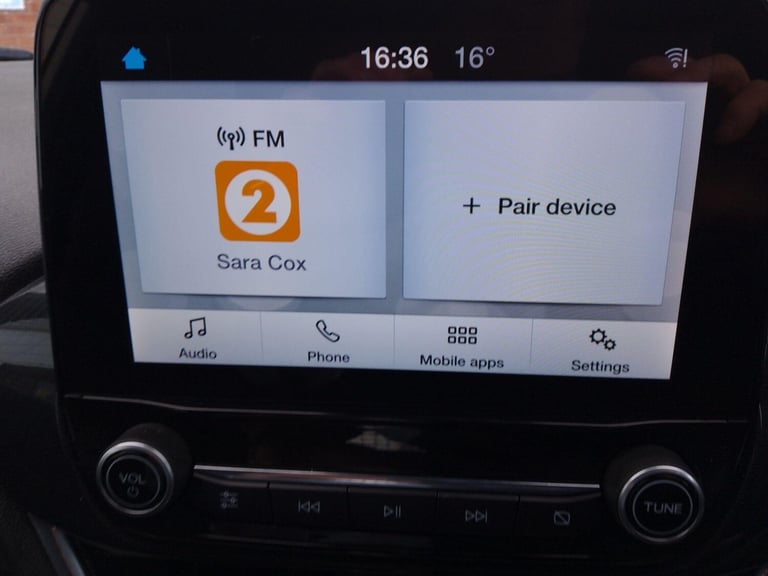 16:36 16°
FM
2
Sara Cox
+ Pair device
Audio
Phone
Mobile apps
Settings
VOL
TUNE